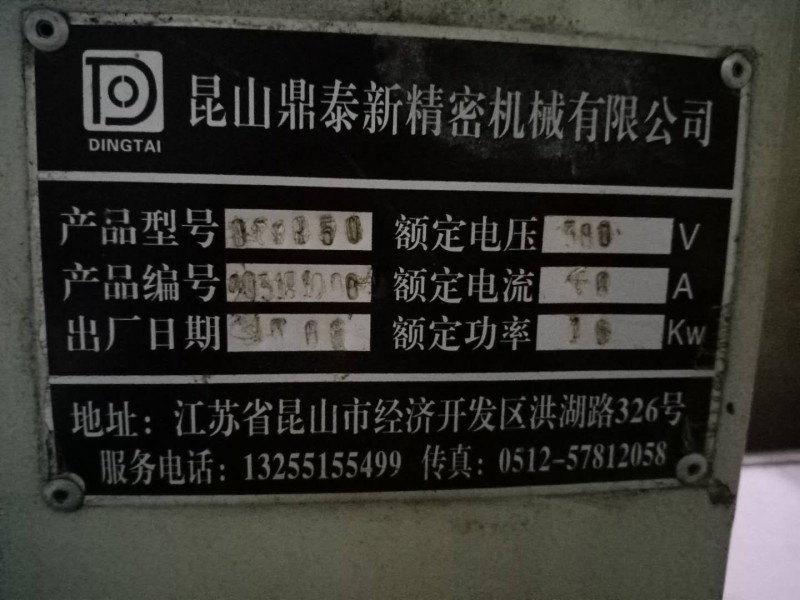 DINGTAI
昆山鼎泰新精密机械有限公司
产品型号 额定电压 V
产品编号 额定电流 A
出厂日期 额定功率 Kw
地址：江苏省昆山市经济开发区洪湖路326号
服务电话：13255155499 传真：0512-57812058